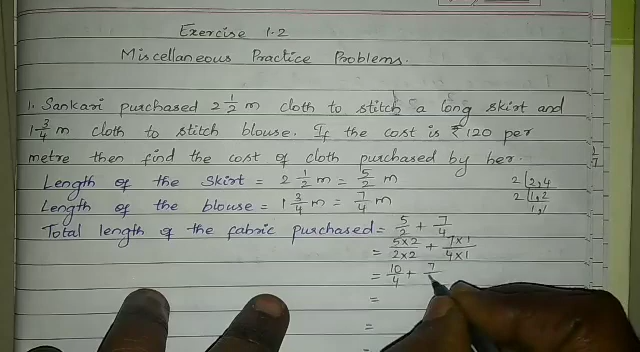 Exercise 1.2
Miscellaneous Practice Problems.
1. Sankari purchased 2 1/2 m cloth to stitch a long skirt and
1 3/4 m cloth to stitch blouse. If the cost is ₹ 120 per
metre then find the cost of cloth purchased by her.
Length of the skirt = 2 1/2 m = 5/2 m
Length of the blouse = 1 3/4 m = 7/4 m
Total length of the fabric purchased = 5/2 + 7/4
= 5×2/2×2 + 7×1/4×1
= 10/4 + 7/
=
=
2 | 2, 4
2 | 1, 2
1, 1